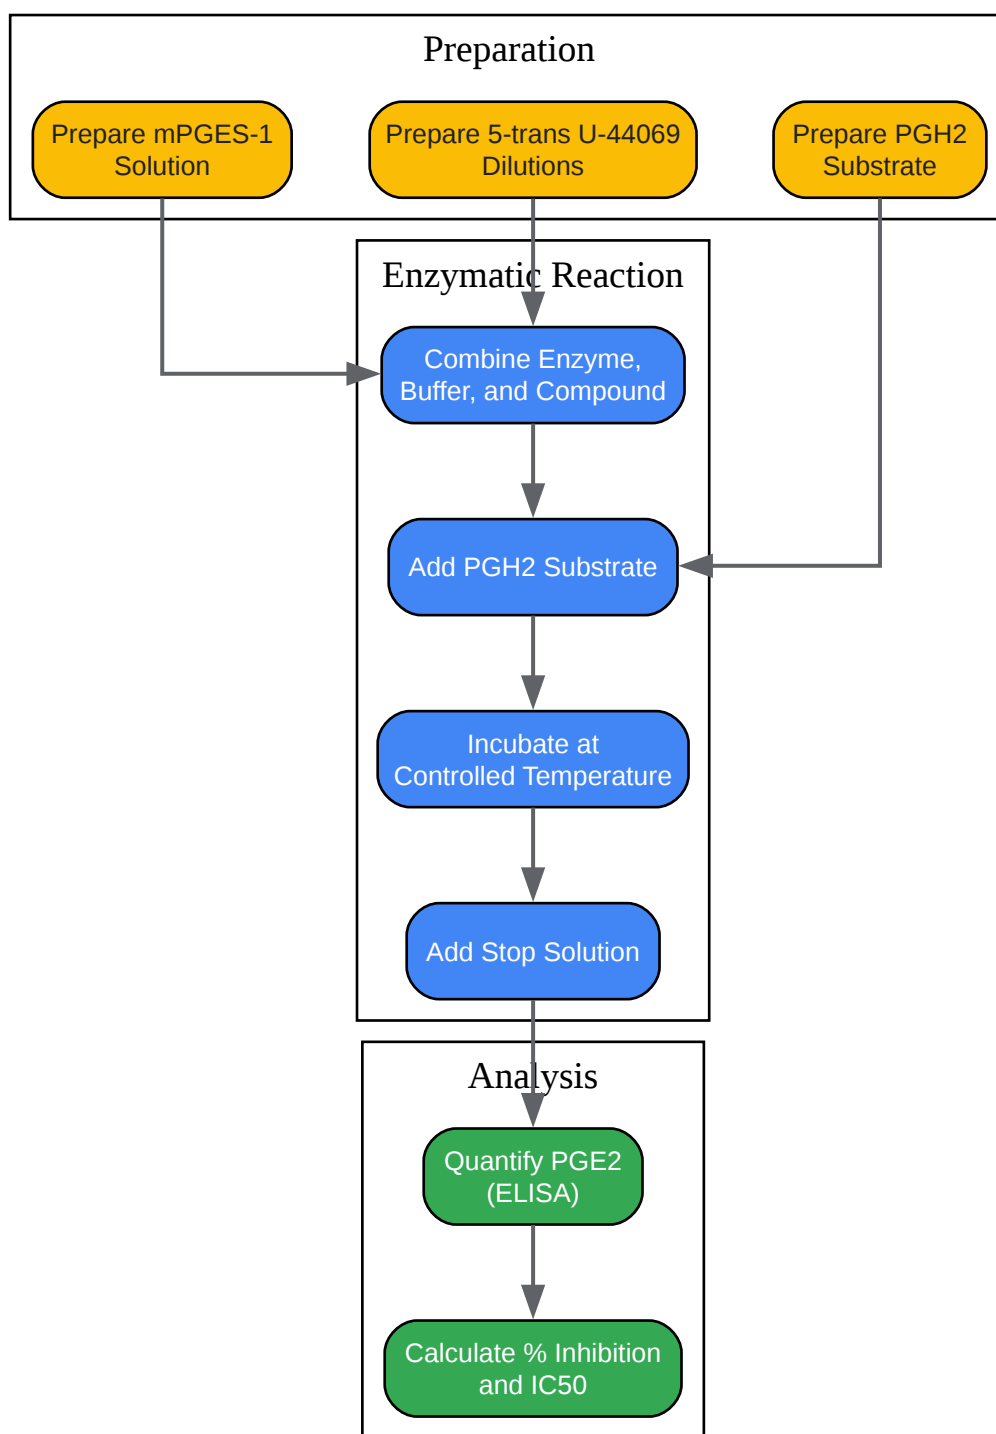 Preparation
Prepare mPGES-1
Solution
Prepare 5-trans U-44069
Dilutions
Prepare PGH2
Substrate
Enzymatic Reaction
Combine Enzyme,
Buffer, and Compound
Add PGH2 Substrate
Incubate at
Controlled Temperature
Add Stop Solution
Analysis
Quantify PGE2
(ELISA)
Calculate % Inhibition
and IC50